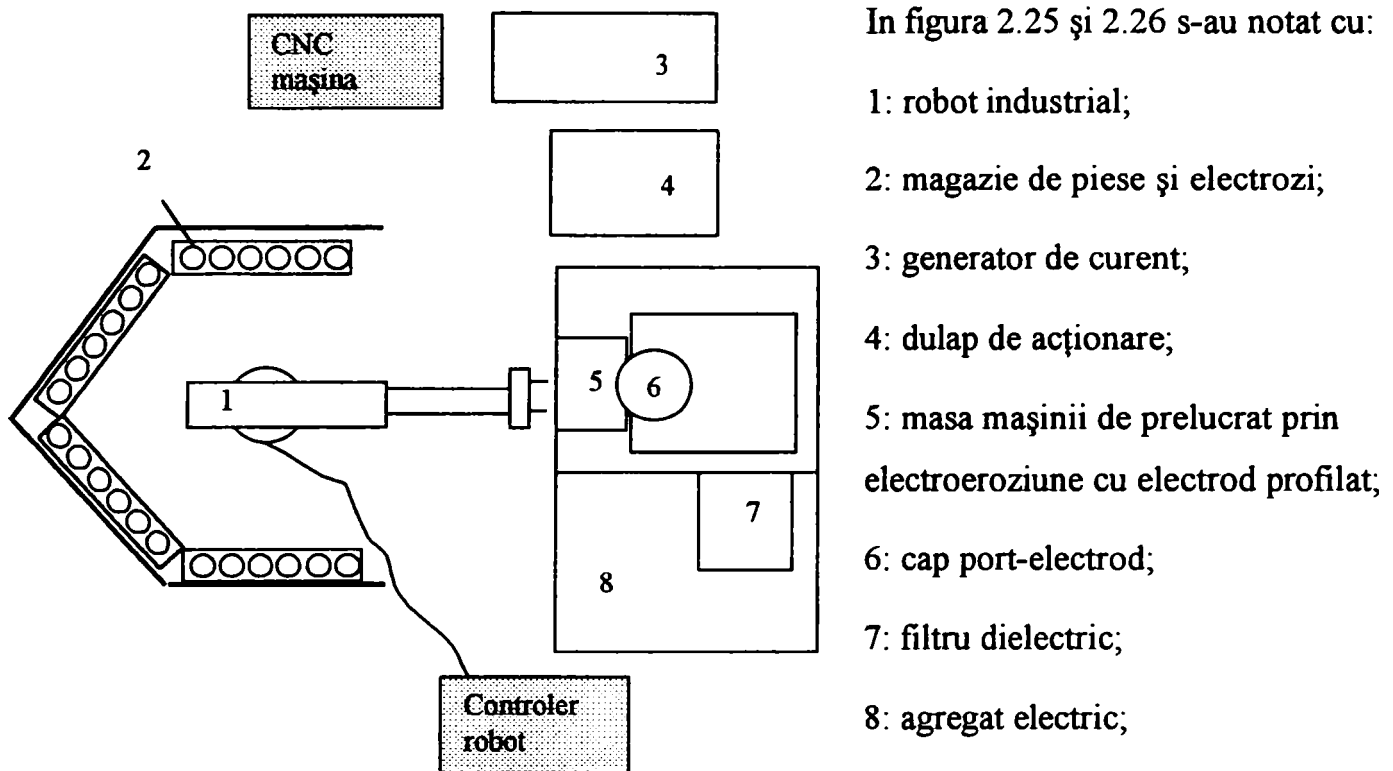 CNC
maşina
3
4
2
1
5
6
7
8
Controler
robot
In figura 2.25 şi 2.26 s-au notat cu:
1: robot industrial;
2: magazie de piese şi electrozi;
3: generator de curent;
4: dulap de acţionare;
5: masa maşinii de prelucrat prin
electroeroziune cu electrod profilat;
6: cap port-electrod;
7: filtru dielectric;
8: agregat electric;